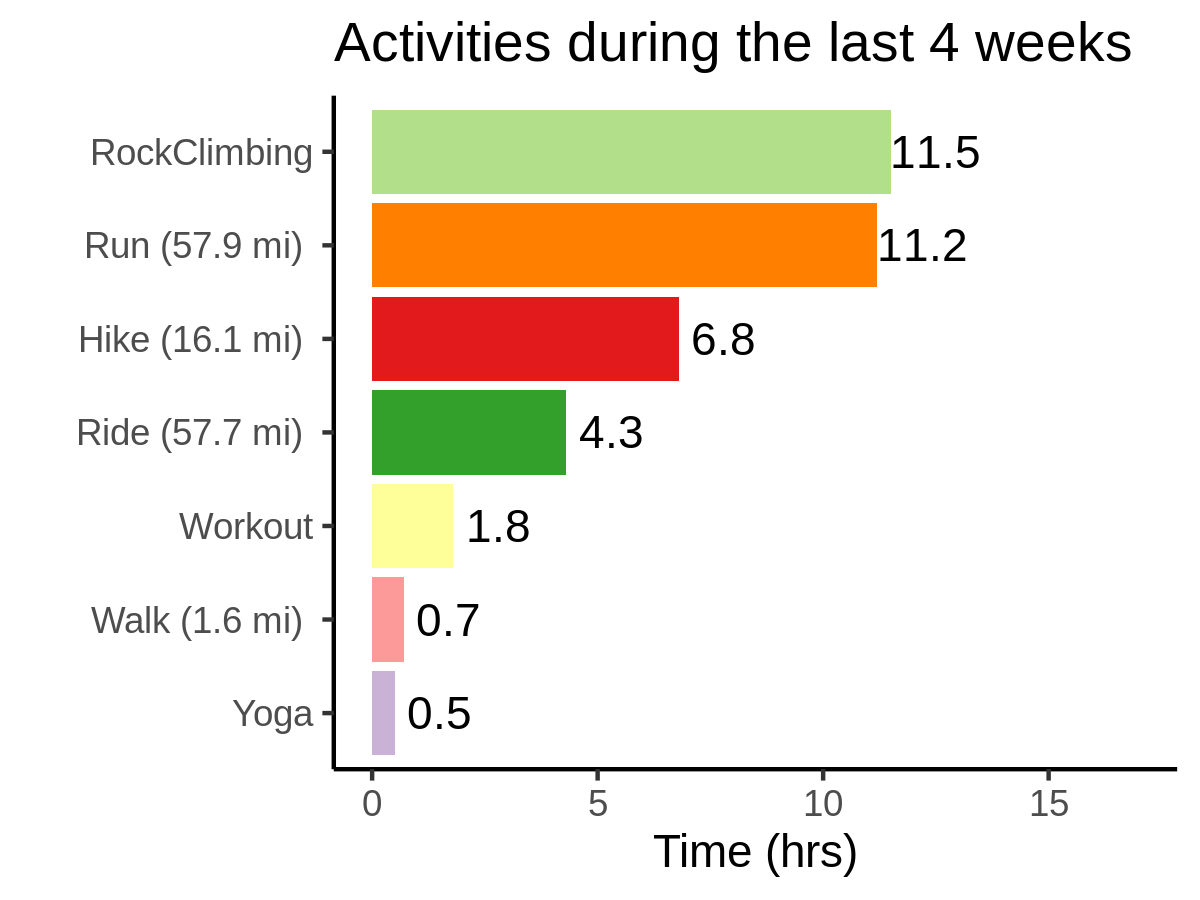 Activities during the last 4 weeks
RockClimbing 11.5
Run (57.9 mi) 11.2
Hike (16.1 mi) 6.8
Ride (57.7 mi) 4.3
Workout 1.8
Walk (1.6 mi) 0.7
Yoga 0.5
0 5 10 15
Time (hrs)